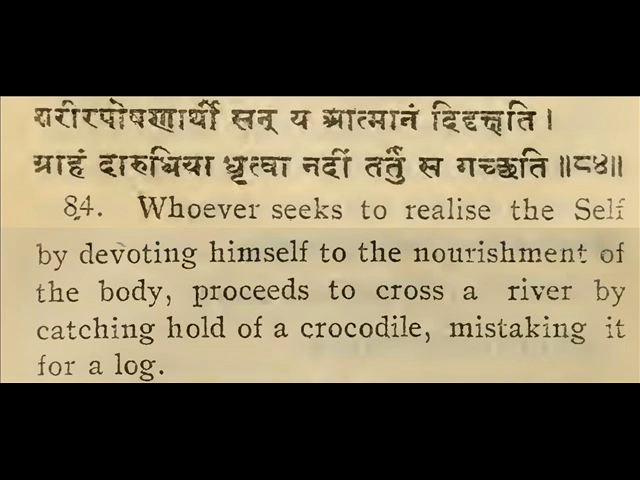 शरीरपोषणार्थी सन् य आत्मानं दिदृक्षति ।
ग्राहं दारुधिया धृत्वा नदीं तर्तुं स गच्छति ॥८४॥
84. Whoever seeks to realise the Self
by devoting himself to the nourishment of
the body, proceeds to cross a river by
catching hold of a crocodile, mistaking it
for a log.